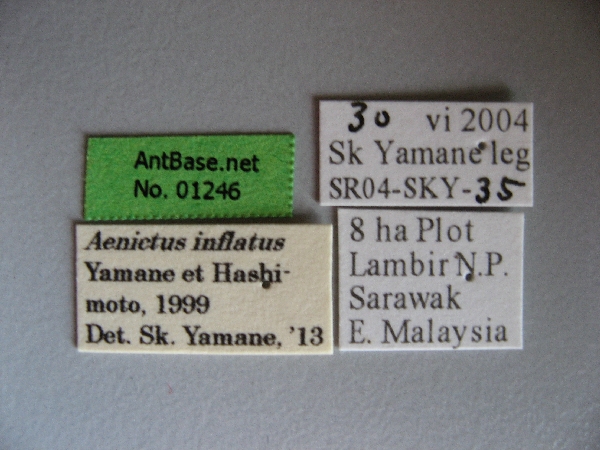 AntBase.net
No. 01246
Aenictus inflatus
Yamane et Hashi-
moto, 1999
Det. Sk. Yamane, '13
30 vi 2004
Sk Yamane leg
SR04-SKY-35
8 ha Plot
Lambir N.P.
Sarawak
E. Malaysia